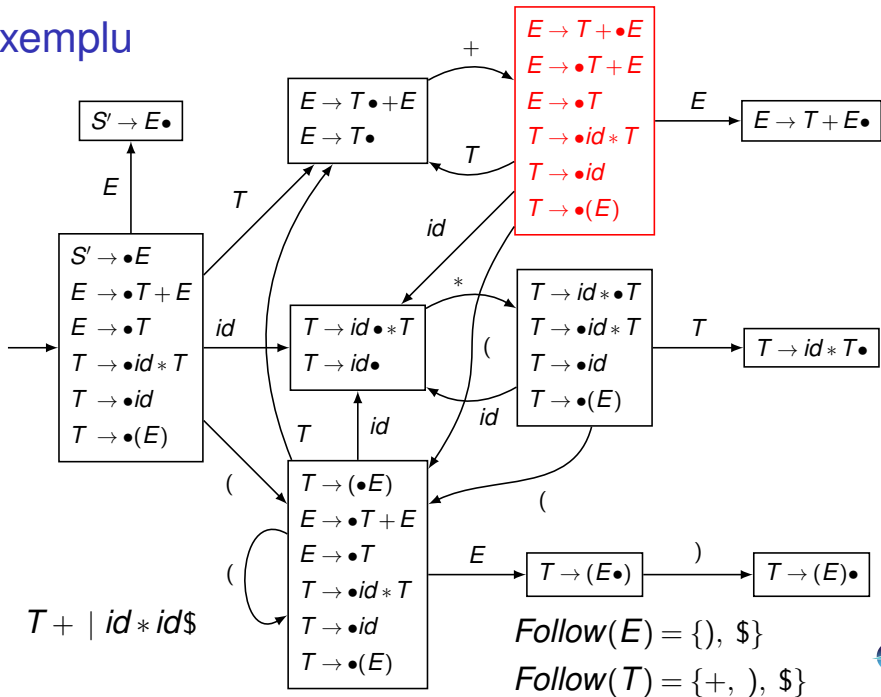 xemplu
S′ → E•
E
S′ → •E
E → •T + E
E → •T
T → •id * T
T → •id
T → •(E)
T
id
(
E → T• + E
E → T•
+
T
E → T + •E
E → •T + E
E → •T
T → •id * T
T → •id
T → •(E)
E
E → T + E•
id
(
T → id• * T
T → id•
*
id
T → id * •T
T → •id * T
T → •id
T → •(E)
T
T → id * T•
(
T
id
(
T → (•E)
E → •T + E
E → •T
T → •id * T
T → •id
T → •(E)
E
T → (E•)
)
T → (E)•
T + | id * id$
Follow(E) = {), $}
Follow(T) = {+, ), $}